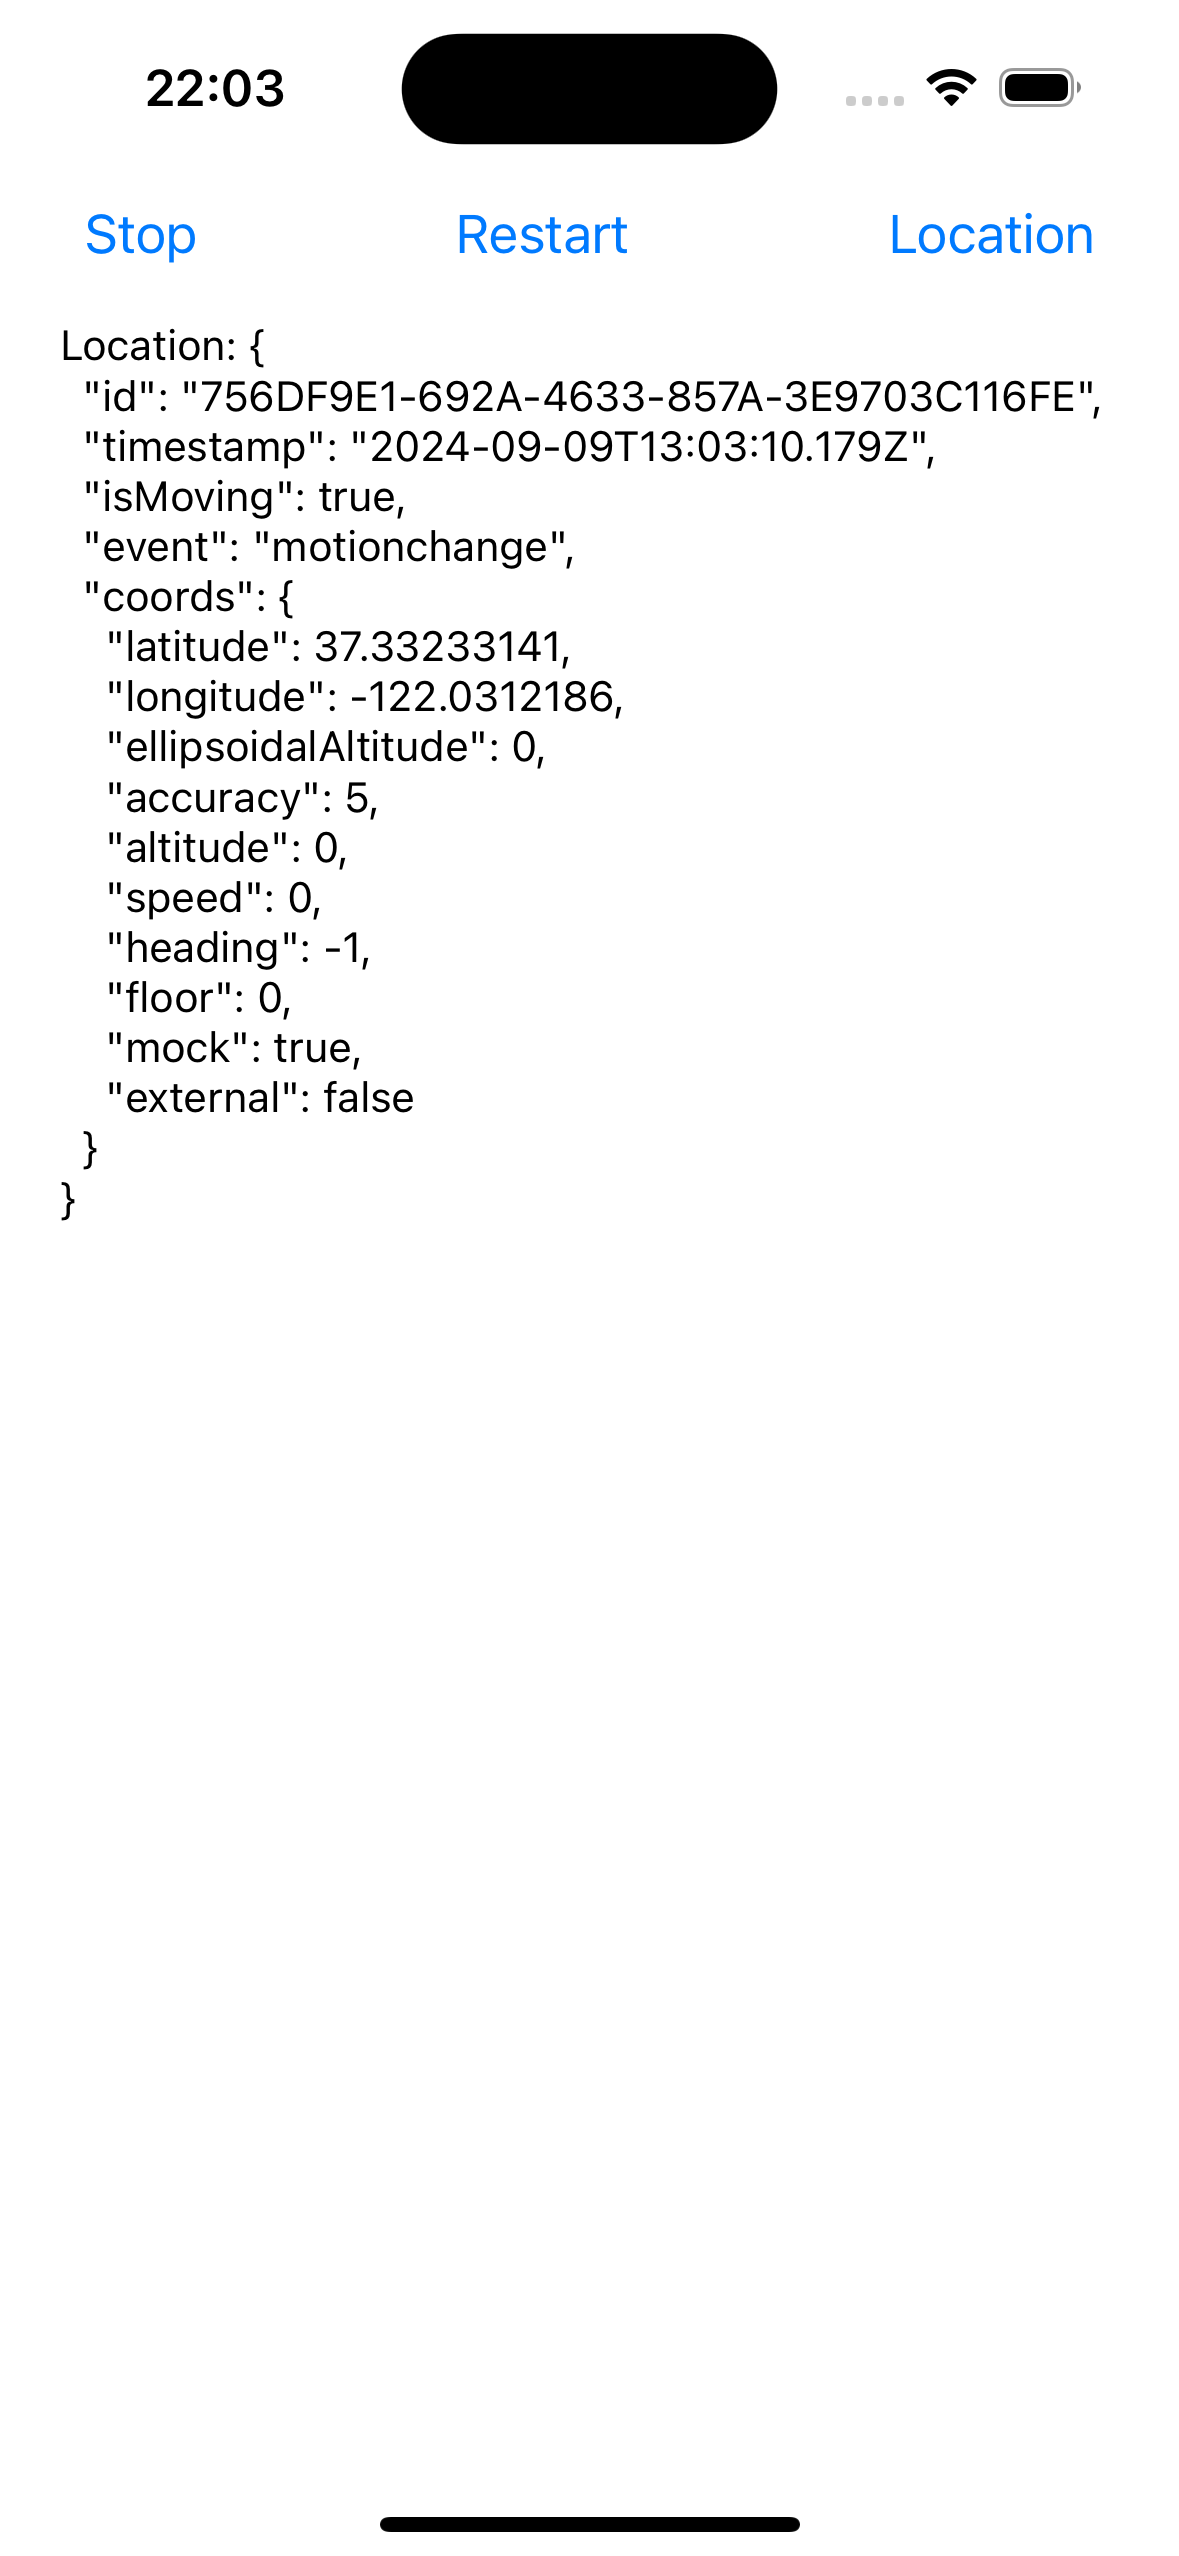 22:03
Stop Restart Location
Location: {
"id": "756DF9E1-692A-4633-857A-3E9703C116FE",
"timestamp": "2024-09-09T13:03:10.179Z",
"isMoving": true,
"event": "motionchange",
"coords": {
"latitude": 37.33233141,
"longitude": -122.0312186,
"ellipsoidalAltitude": 0,
"accuracy": 5,
"altitude": 0,
"speed": 0,
"heading": -1,
"floor": 0,
"mock": true,
"external": false
}
}